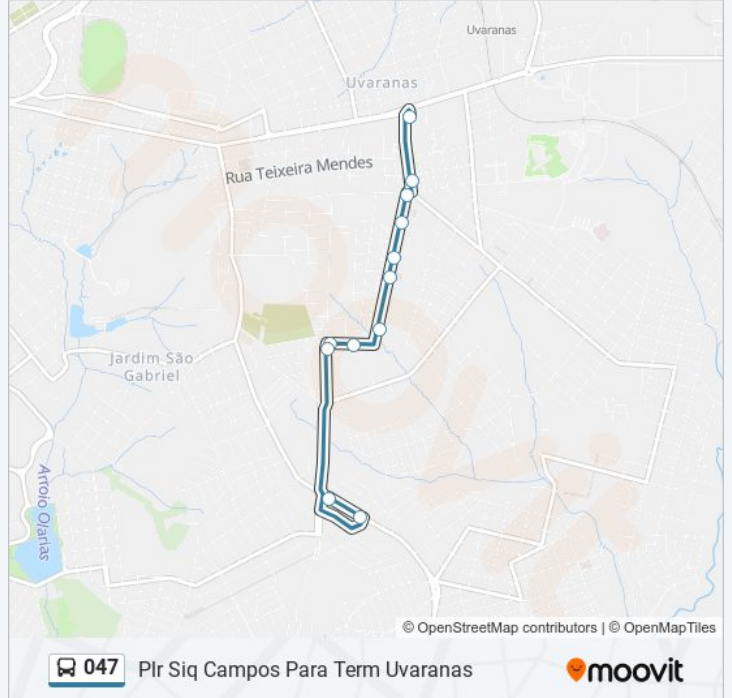 Uvaranas
Uvaranas
Rua Teixeira Mendes
Jardim São
Gabriel
Arroio Olarias
© OpenStreetMap contributors | © OpenMapTiles
047 Plr Siq Campos Para Term Uvaranas
moovit